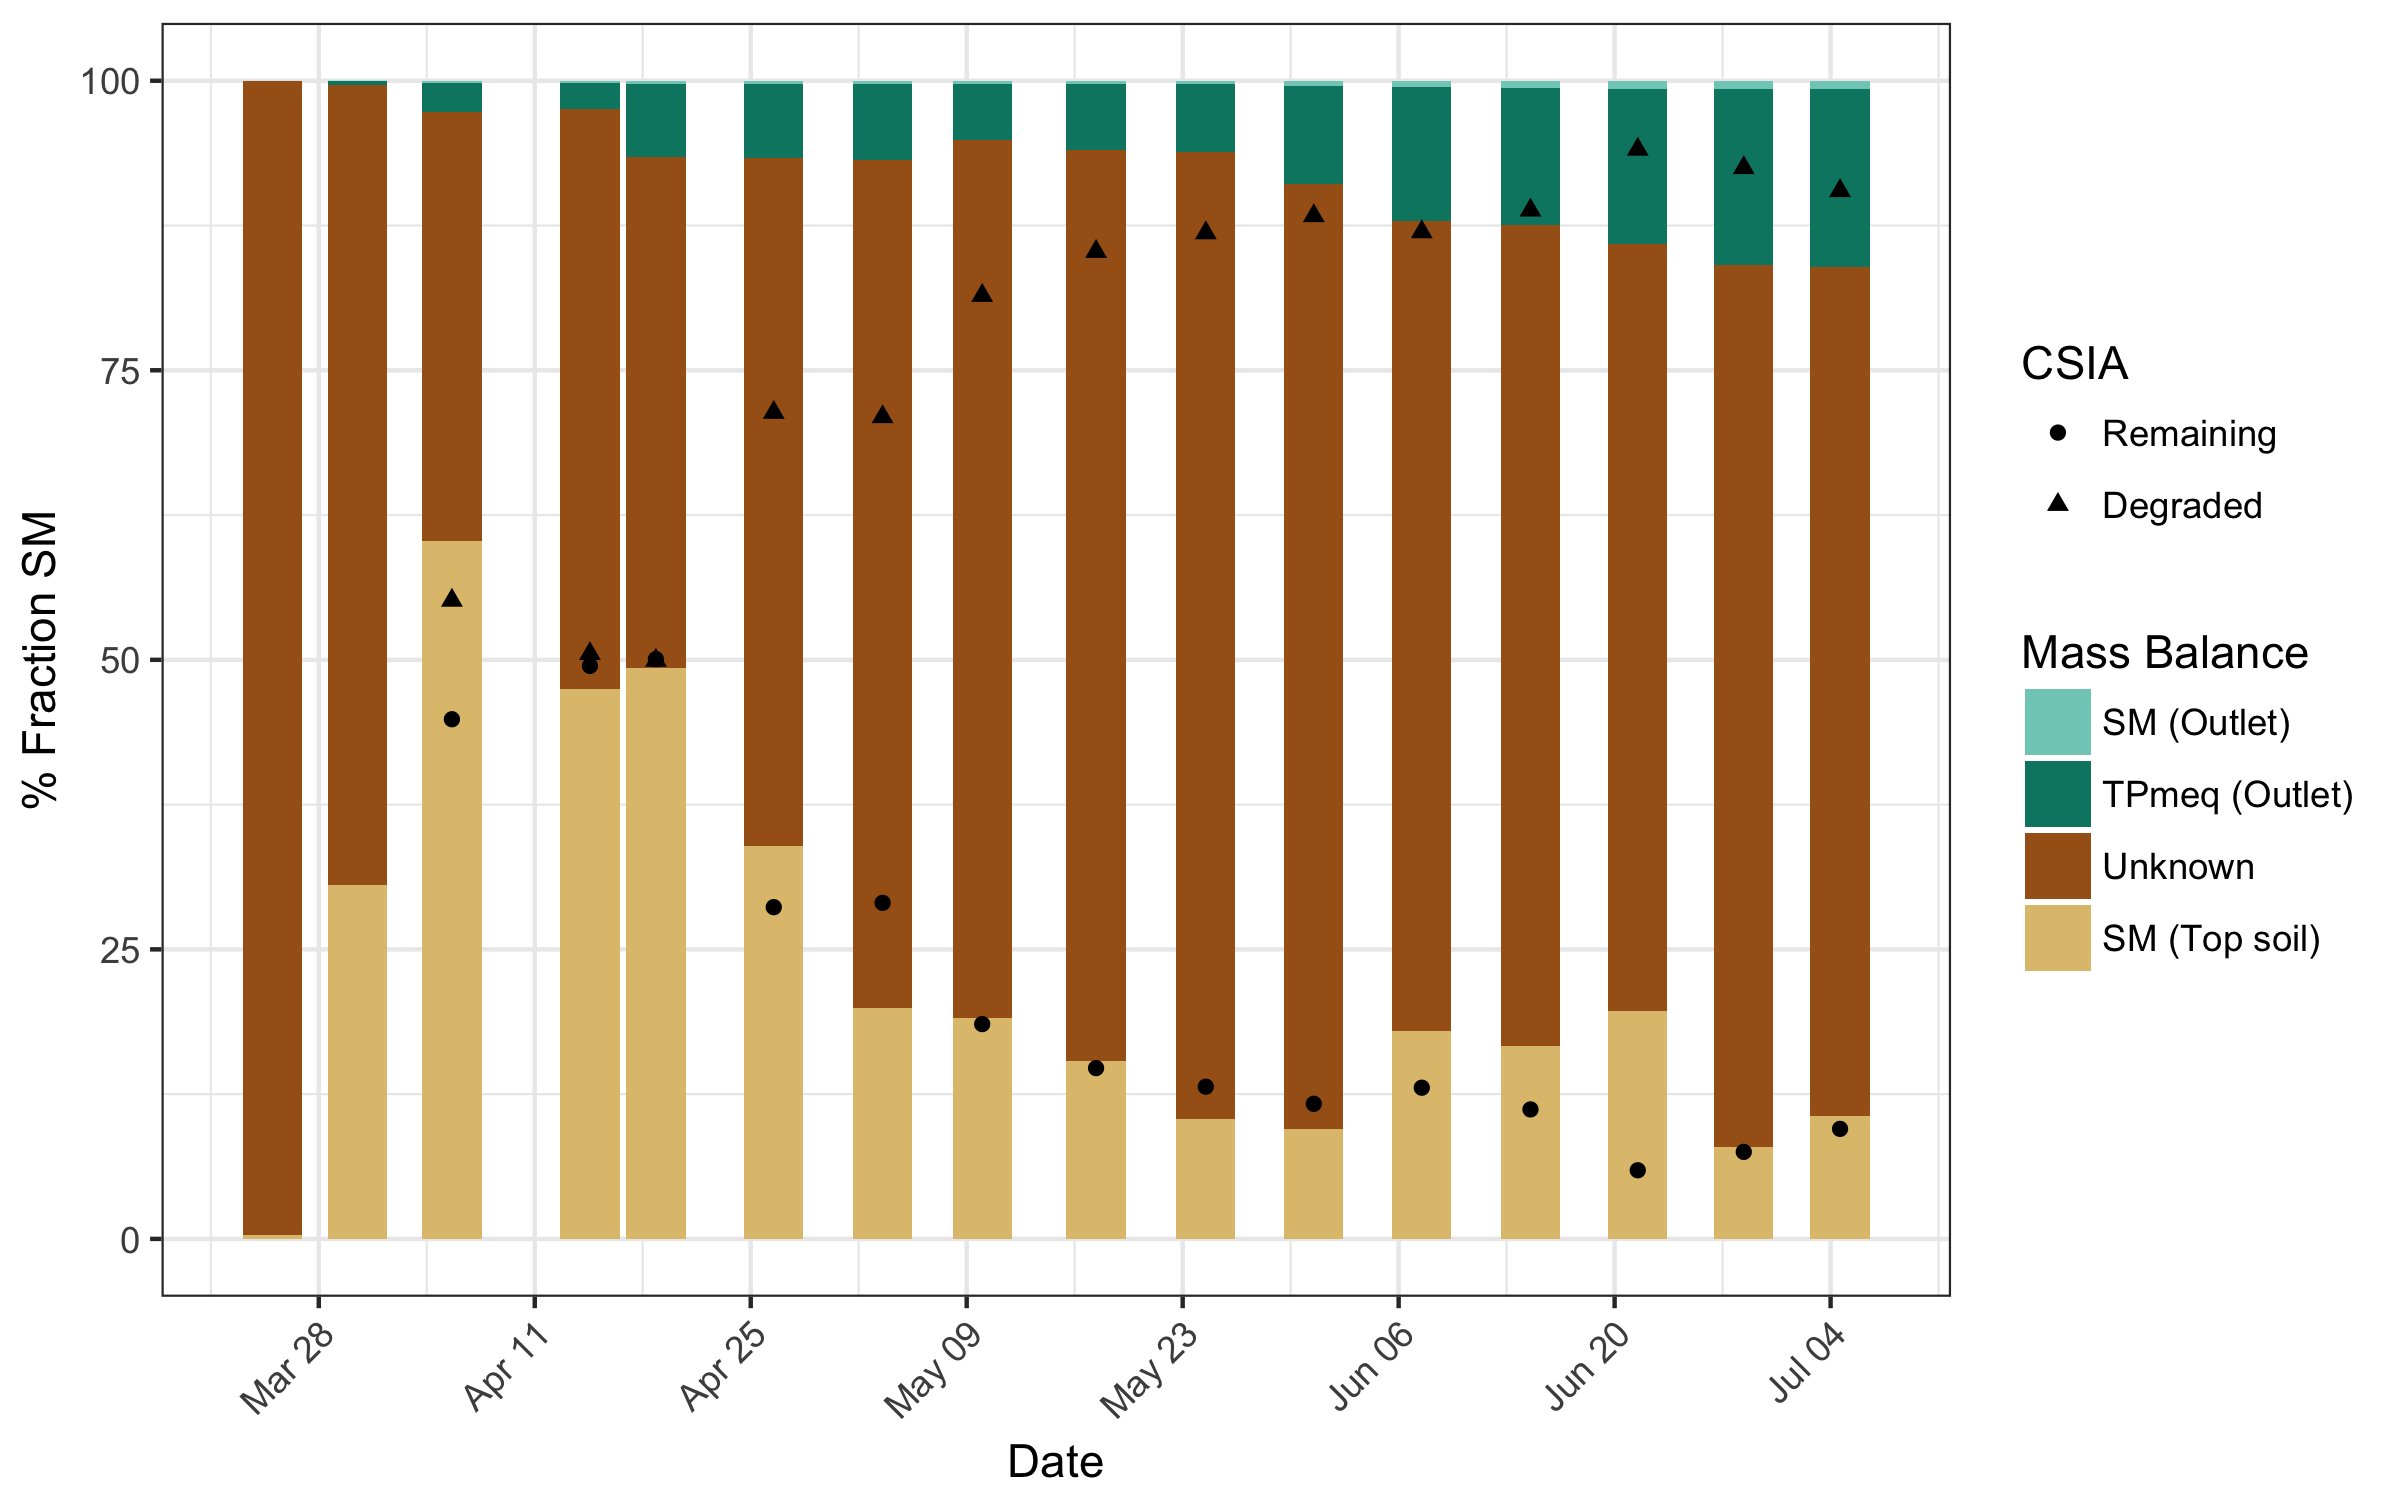 % Fraction SM
100
75
50
25
0
Mar 28
Apr 11
Apr 25
May 09
May 23
Jun 06
Jun 20
Jul 04
Date
CSIA
Remaining
Degraded
Mass Balance
SM (Outlet)
TPmeq (Outlet)
Unknown
SM (Top soil)